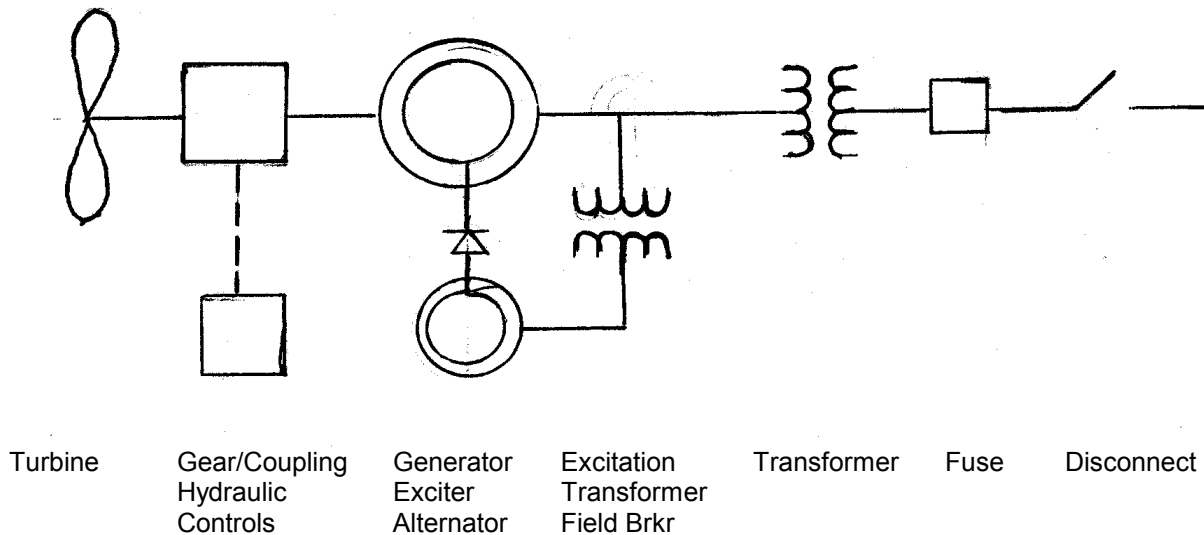 Turbine Gear/Coupling Generator Excitation Transformer Fuse Disconnect
Hydraulic Exciter Transformer
Controls Alternator Field Brkr